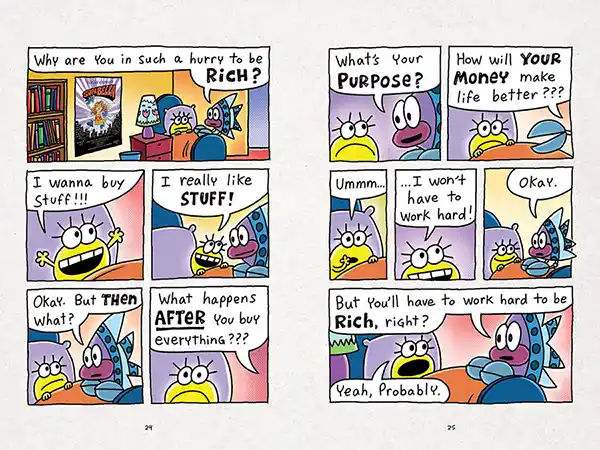 Why are You in such a hurry to be
RiCH?
SUPA BELLA
I wanna buy
Stuff!!!
I really like
STUFF!
Okay. But THEN
what?
What happens
AFTER You buy
everything???
24
What's Your
PURPOSE?
How will YOUR
MONEY make
life better???
Ummm...
...I won't
have to
work hard!
Okay.
But You'll have to work hard to be
Rich, right?
Yeah, Probably.
25